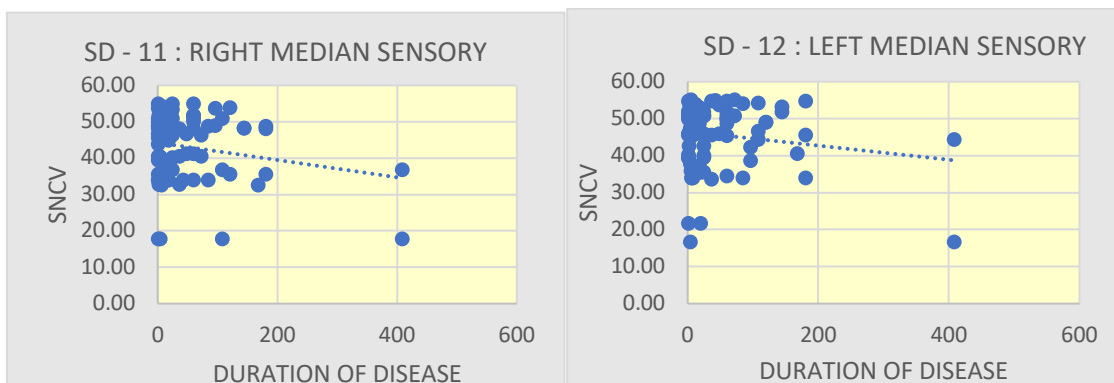 SD - 11 : RIGHT MEDIAN SENSORY
60.00
50.00
40.00
30.00
20.00
10.00
0.00
SNCV
0 200 400 600
DURATION OF DISEASE
SD - 12 : LEFT MEDIAN SENSORY
60.00
50.00
40.00
30.00
20.00
10.00
0.00
SNCV
0 200 400 600
DURATION OF DISEASE